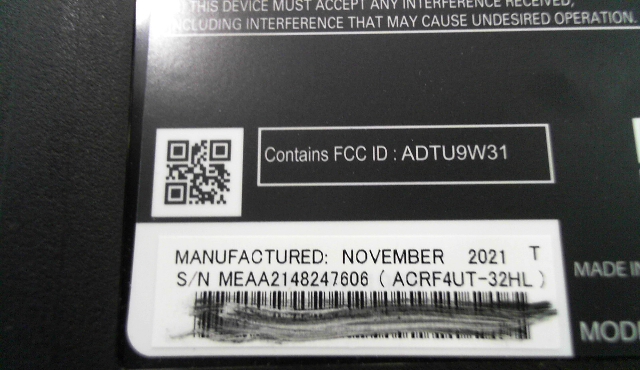 THIS DEVICE MUST ACCEPT ANY INTERFERENCE RECEIVED,
INCLUDING INTERFERENCE THAT MAY CAUSE UNDESIRED OPERATION.
Contains FCC ID : ADTU9W31
MANUFACTURED: NOVEMBER 2021 T
S/N MEAA2148247606 ( ACRF4UT-32HL )
MADE IN